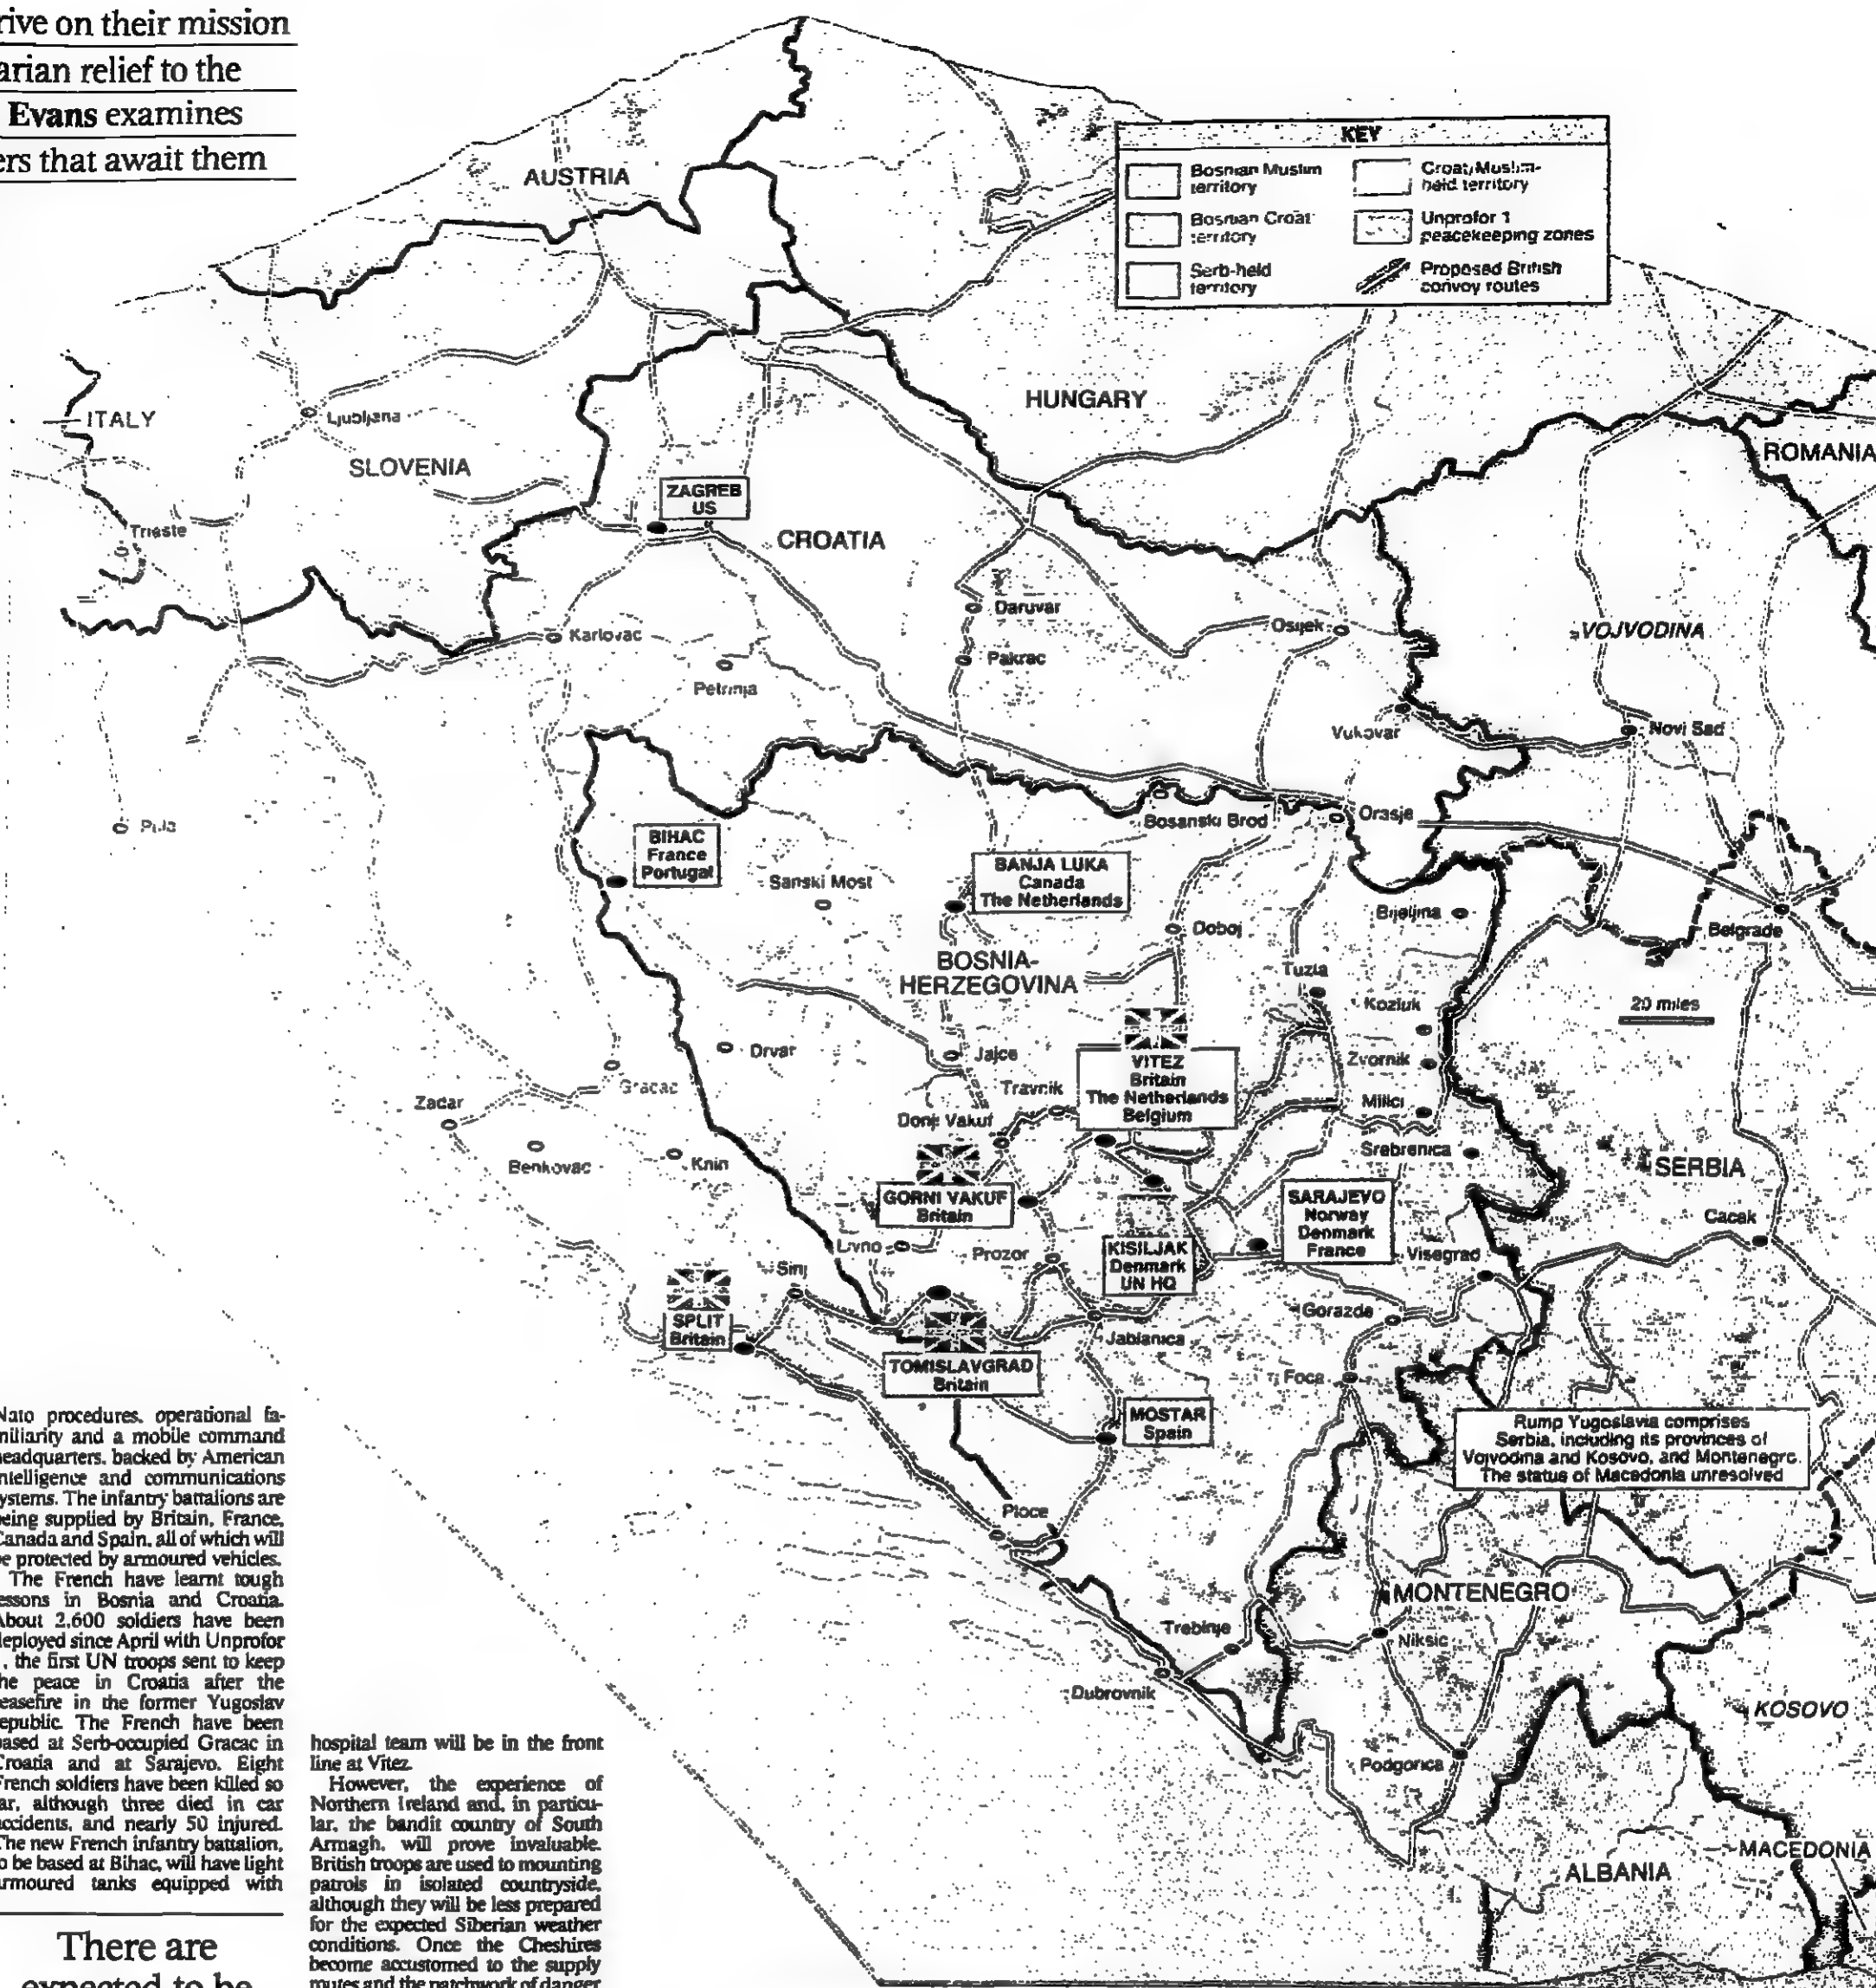 rive on their mission
arian relief to the
Evans examines
ers that await them
KEY
Bosnian Muslim
territory
Bosnian Croat
territory
Serb-held
territory
Croat/Muslim-
held territory
Unprofor 1
peacekeeping zones
Proposed British
convoy routes
AUSTRIA
ITALY
Ljubljana
SLOVENIA
HUNGARY
ROMANIA
ZAGREB
US
Trieste
CROATIA
Daruvar
Karlovac
Osijek
VOJVODINA
Pakrac
Petrinja
Vukovar
Novi Sad
Pula
Bosanski Brod
Orasje
BIHAC
France
Portugal
Sanski Most
BANJA LUKA
Canada
The Netherlands
Bijeljina
Doboj
Belgrade
BOSNIA-
HERZEGOVINA
Tuzla
Kozluk
20 miles
Drvar
Jajce
VITEZ
Britain
The Netherlands
Belgium
Zvornik
Gracac
Travnik
Milici
Zadar
Donji Vakuf
Benkovac
Knin
Srebrenica
SERBIA
GORNI VAKUF
Britain
SARAJEVO
Norway
Denmark
France
Cacak
Livno
Prozor
KISILJAK
Denmark
UN HQ
Visegrad
Sinj
SPLIT
Britain
Gorazde
Jablanica
TOMISLAVGRAD
Britain
Foca
MOSTAR
Spain
Rump Yugoslavia comprises
Serbia, including its provinces of
Vojvodina and Kosovo, and Montenegro.
The status of Macedonia unresolved
Ploce
MONTENEGRO
Trebinje
Niksic
Dubrovnik
KOSOVO
Podgorica
MACEDONIA
ALBANIA
Nato procedures, operational fa-
miliarity and a mobile command
headquarters, backed by American
ntelligence and communications
ystems. The infantry battalions are
being supplied by Britain, France,
Canada and Spain, all of which will
be protected by armoured vehicles.
The French have learnt tough
essons in Bosnia and Croatia.
About 2,600 soldiers have been
deployed since April with Unprofor
, the first UN troops sent to keep
the peace in Croatia after the
easefire in the former Yugoslav
epublic. The French have been
based at Serb-occupied Gracac in
Croatia and at Sarajevo. Eight
French soldiers have been killed so
ar, although three died in car
accidents, and nearly 50 injured.
The new French infantry battalion,
o be based at Bihac, will have light
armoured tanks equipped with
There are
expected to be
hospital team will be in the front
line at Vitez.
However, the experience of
Northern Ireland and, in particu-
lar, the bandit country of South
Armagh, will prove invaluable.
British troops are used to mounting
patrols in isolated countryside,
although they will be less prepared
for the expected Siberian weather
conditions. Once the Cheshires
become accustomed to the supply
routes and the patchwork of danger